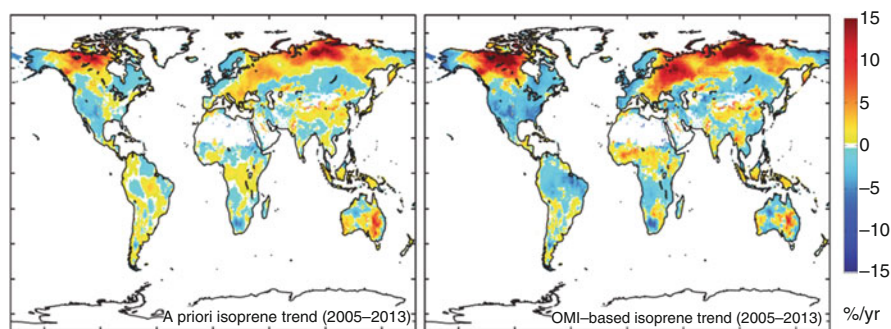 A priori isoprene trend (2005–2013)
OMI–based isoprene trend (2005–2013)
15
10
5
0
−5
−10
−15
%/yr